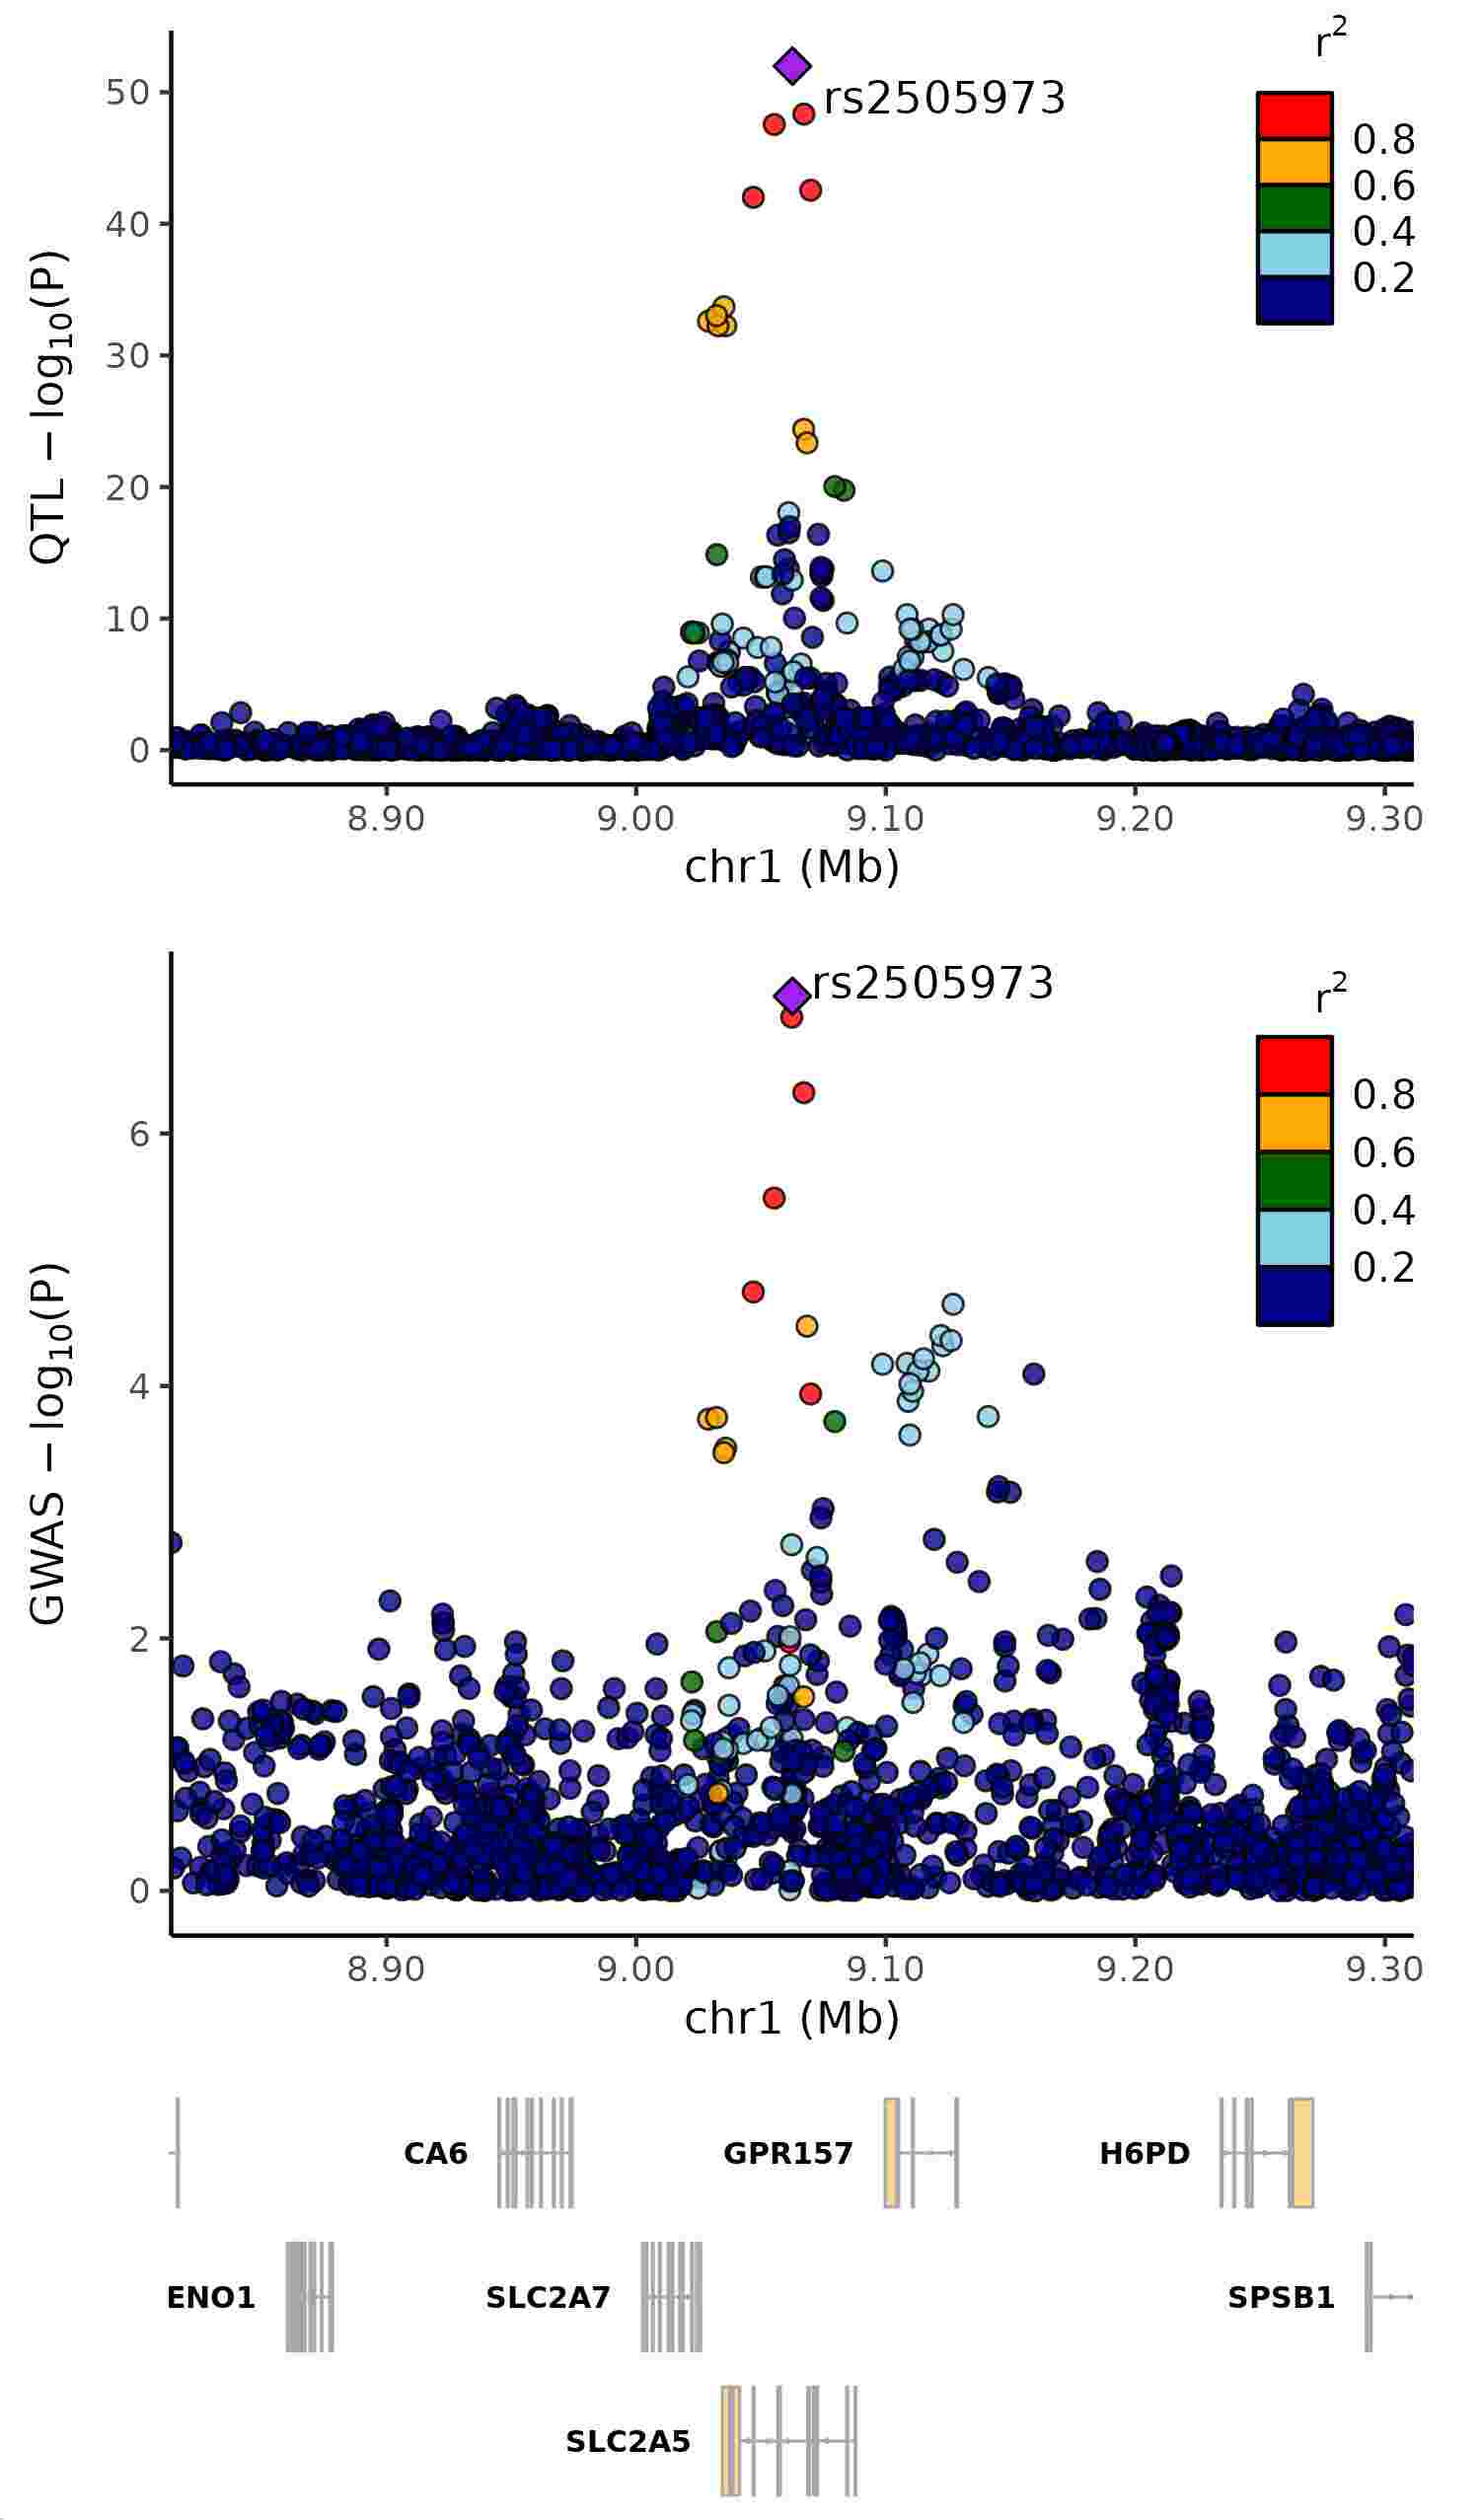 r2
rs2505973
50
40
30
20
10
0
0.8
0.6
0.4
0.2
QTL −log10(P)
8.90 9.00 9.10 9.20 9.30
chr1 (Mb)
rs2505973
r2
6
4
2
0
0.8
0.6
0.4
0.2
GWAS −log10(P)
8.90 9.00 9.10 9.20 9.30
chr1 (Mb)
CA6 GPR157 H6PD
ENO1 SLC2A7 SPSB1
SLC2A5